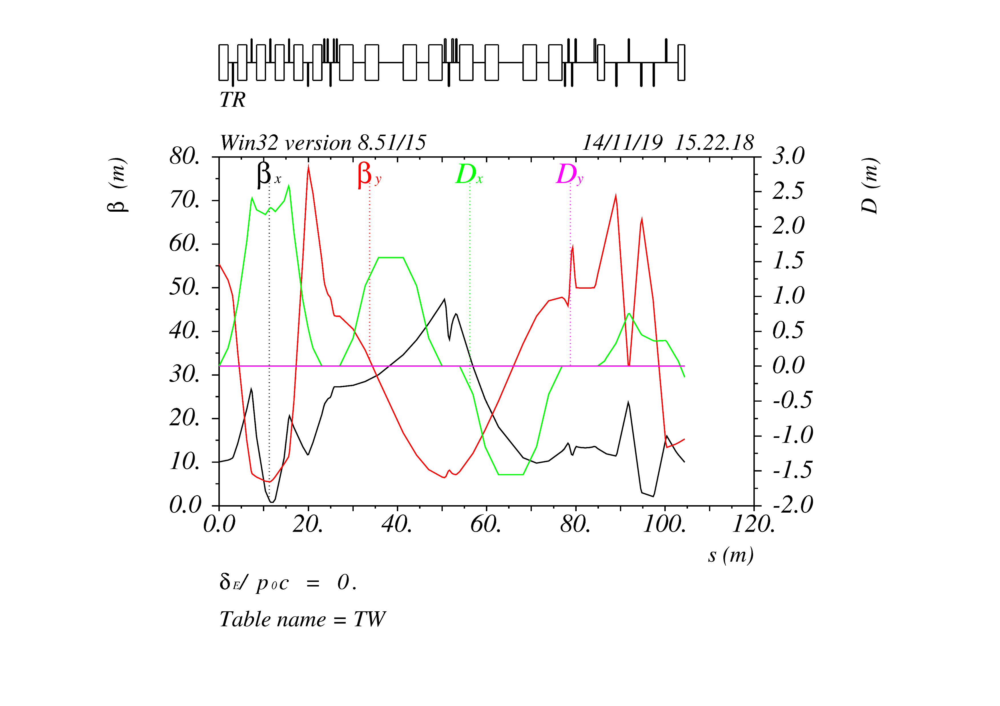 TR
Win32 version 8.51/15 14/11/19 15.22.18
β (m)
D (m)
βx βy Dx Dy
80. 3.0
70. 2.5
60. 2.0
50. 1.5
40. 1.0
30. 0.5
20. 0.0
10. -0.5
0.0 -1.0
-1.5
-2.0
0.0 20. 40. 60. 80. 100. 120.
s (m)
δE/ p0c = 0.
Table name = TW